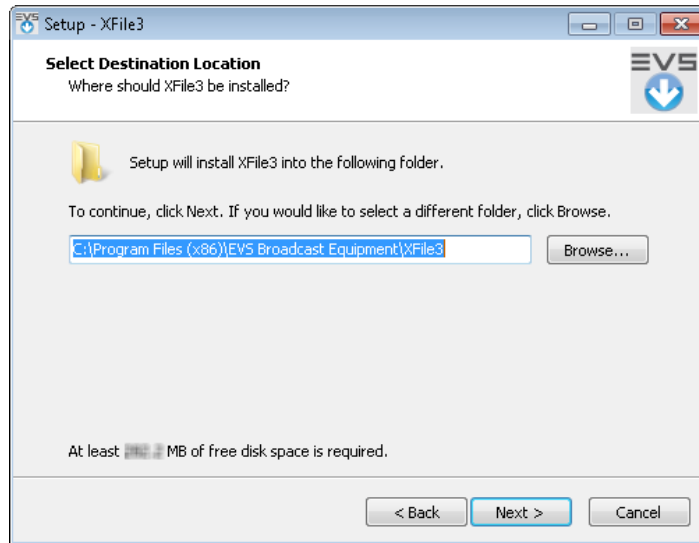 EVS Setup - XFile3
Select Destination Location
Where should XFile3 be installed?
EVS
Setup will install XFile3 into the following folder.
To continue, click Next. If you would like to select a different folder, click Browse.
C:\Program Files (x86)\EVS Broadcast Equipment\XFile3
Browse...
At least MB of free disk space is required.
< Back
Next >
Cancel